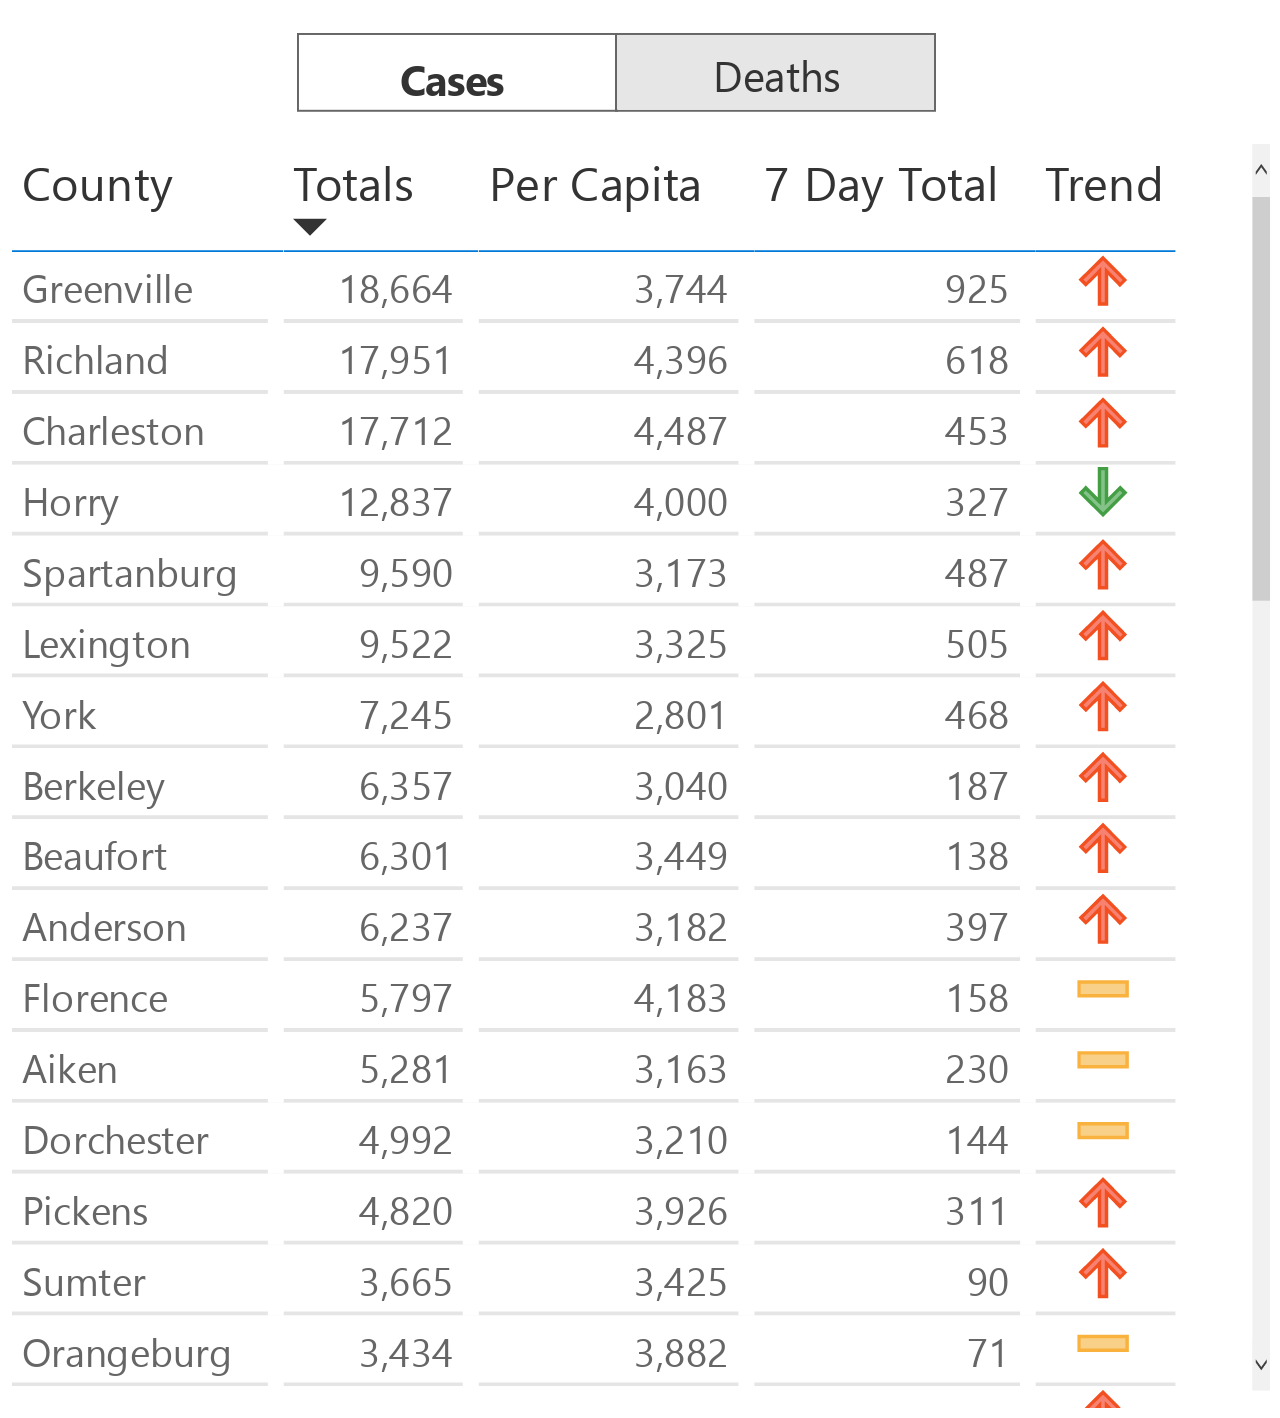 Cases Deaths
County Totals Per Capita 7 Day Total Trend
Greenville 18,664 3,744 925
Richland 17,951 4,396 618
Charleston 17,712 4,487 453
Horry 12,837 4,000 327
Spartanburg 9,590 3,173 487
Lexington 9,522 3,325 505
York 7,245 2,801 468
Berkeley 6,357 3,040 187
Beaufort 6,301 3,449 138
Anderson 6,237 3,182 397
Florence 5,797 4,183 158
Aiken 5,281 3,163 230
Dorchester 4,992 3,210 144
Pickens 4,820 3,926 311
Sumter 3,665 3,425 90
Orangeburg 3,434 3,882 71